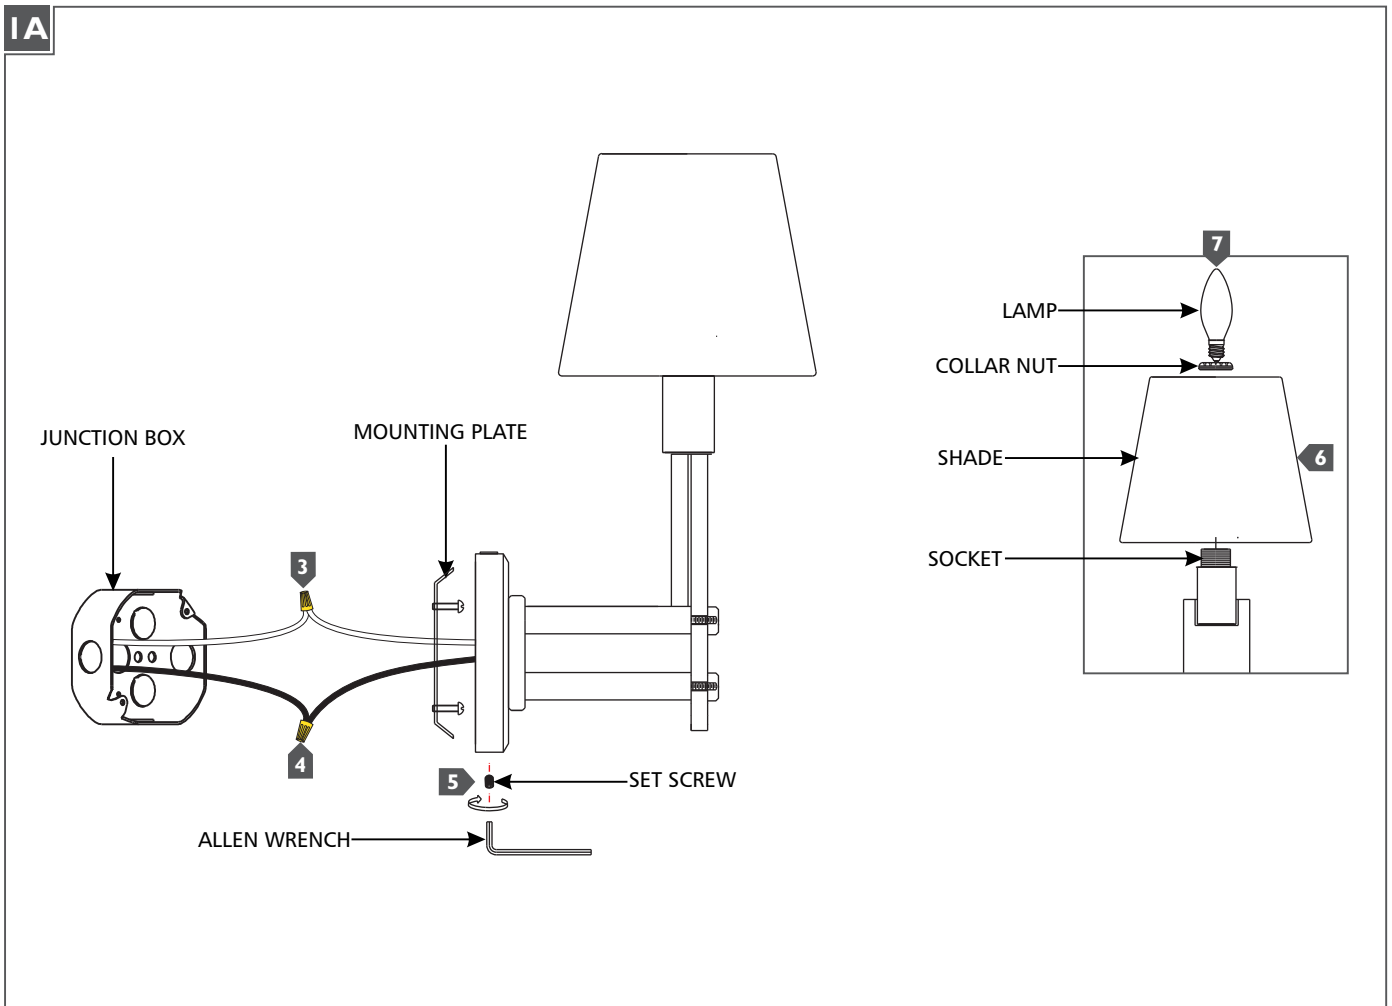 1A
7
LAMP
COLLAR NUT
JUNCTION BOX
MOUNTING PLATE
SHADE
6
3
SOCKET
4
5
SET SCREW
ALLEN WRENCH